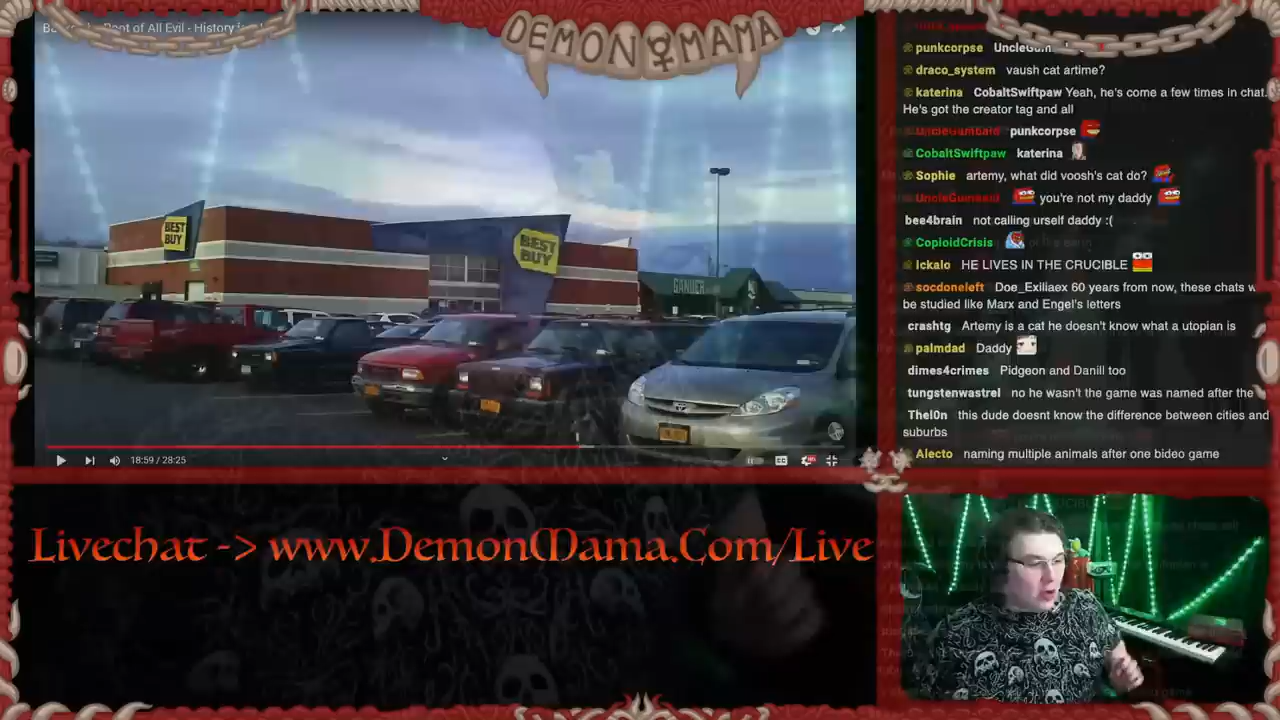 Root of All Evil - History
DEMON MAMA
BEST BUY
BEST BUY
GANDER
18:59 / 28:25
CC
Livechat -> www.DemonMama.Com/Live
punkcorpse
draco_system vaush cat artime?
katerina CobaltSwiftpaw Yeah, he's come a few times in chat.
He's got the creator tag and all
UncleGumbald punkcorpse
CobaltSwiftpaw katerina
Sophie artemy, what did voosh's cat do?
UncleGumbald you're not my daddy
bee4brain not calling urself daddy :(
CopioidCrisis
Ickalo HE LIVES IN THE CRUCIBLE
socdoneleft Doe_Exiliaex 60 years from now, these chats w
be studied like Marx and Engel's letters
crashtg Artemy is a cat he doesn't know what a utopian is
palmdad Daddy
dimes4crimes Pidgeon and Danill too
tungstenwastrel no he wasn't the game was named after the
Thel0n this dude doesnt know the difference between cities and
suburbs
Alecto naming multiple animals after one bideo game